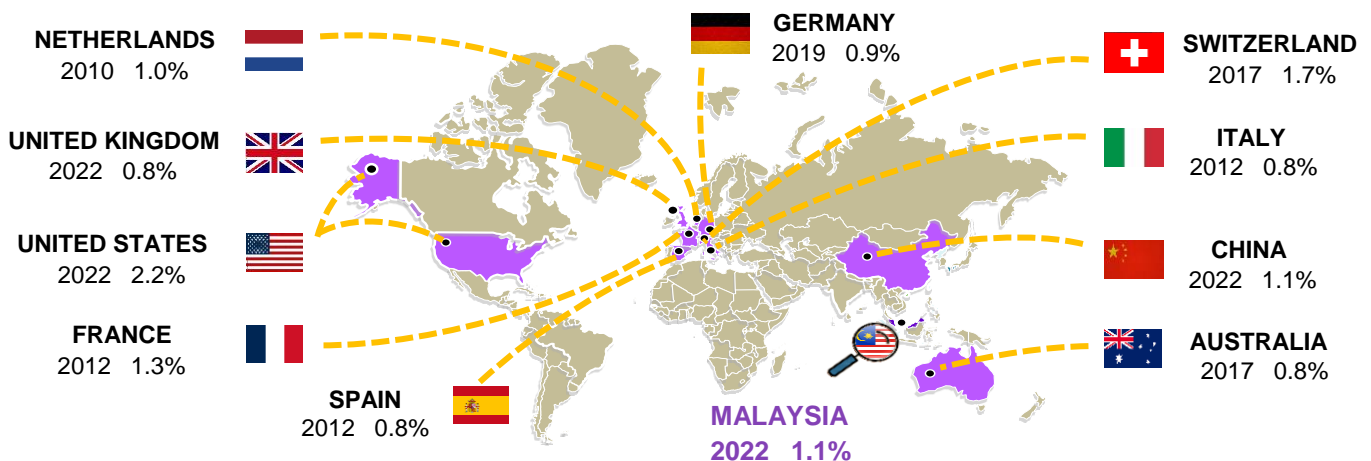 NETHERLANDS
2010 1.0%
UNITED KINGDOM
2022 0.8%
UNITED STATES
2022 2.2%
FRANCE
2012 1.3%
SPAIN
2012 0.8%
GERMANY
2019 0.9%
SWITZERLAND
2017 1.7%
ITALY
2012 0.8%
CHINA
2022 1.1%
AUSTRALIA
2017 0.8%
MALAYSIA
2022 1.1%